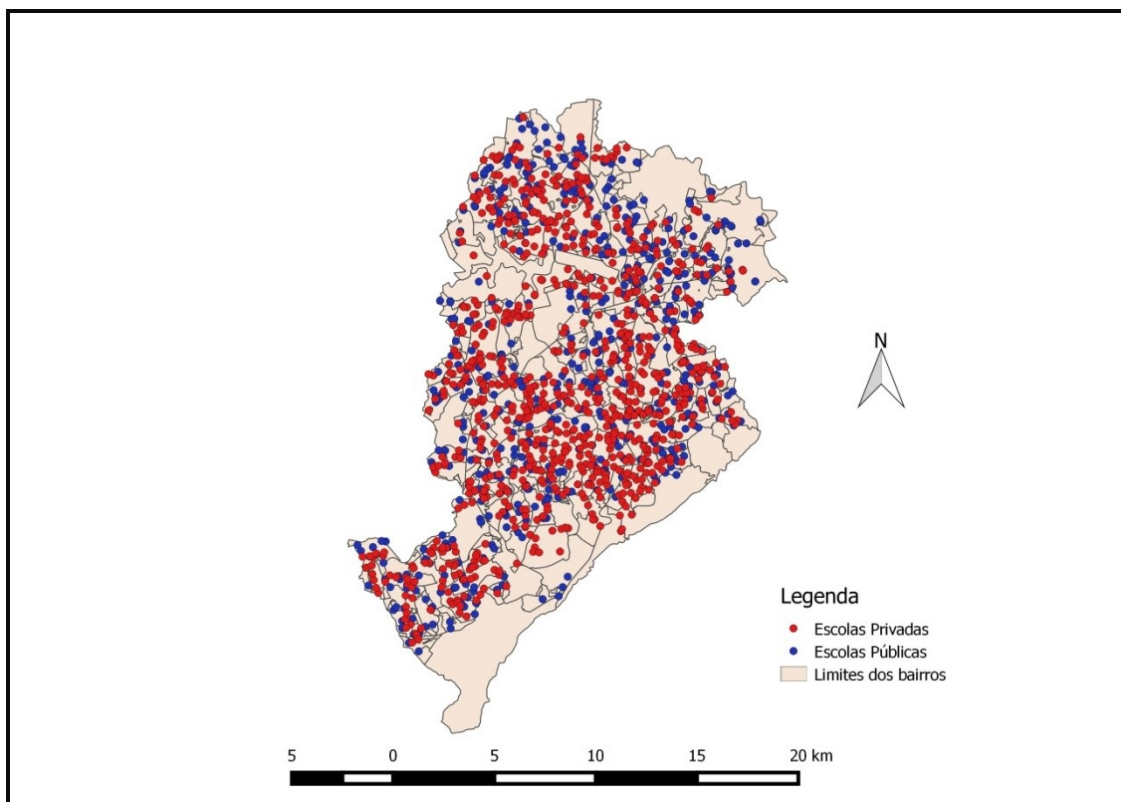 N
Legenda
Escolas Privadas
Escolas Públicas
Limites dos bairros
5 0 5 10 15 20 km